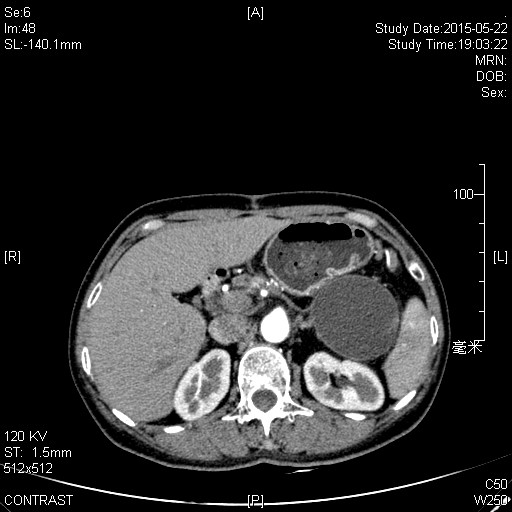 Se:6
Im:48
SL:-140.1mm
[A]
Study Date:2015-05-22
Study Time:19:03:22
MRN:
DOB:
Sex:
100
[R]
[L]
毫米
120 KV
ST: 1.5mm
512x512
CONTRAST
[P]
C50
W250